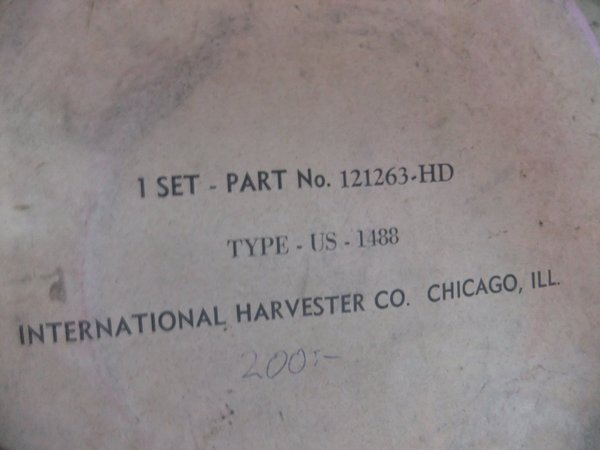 1 SET - PART No. 121263-HD
TYPE - US - 1488
INTERNATIONAL HARVESTER CO. CHICAGO, ILL.
200:-